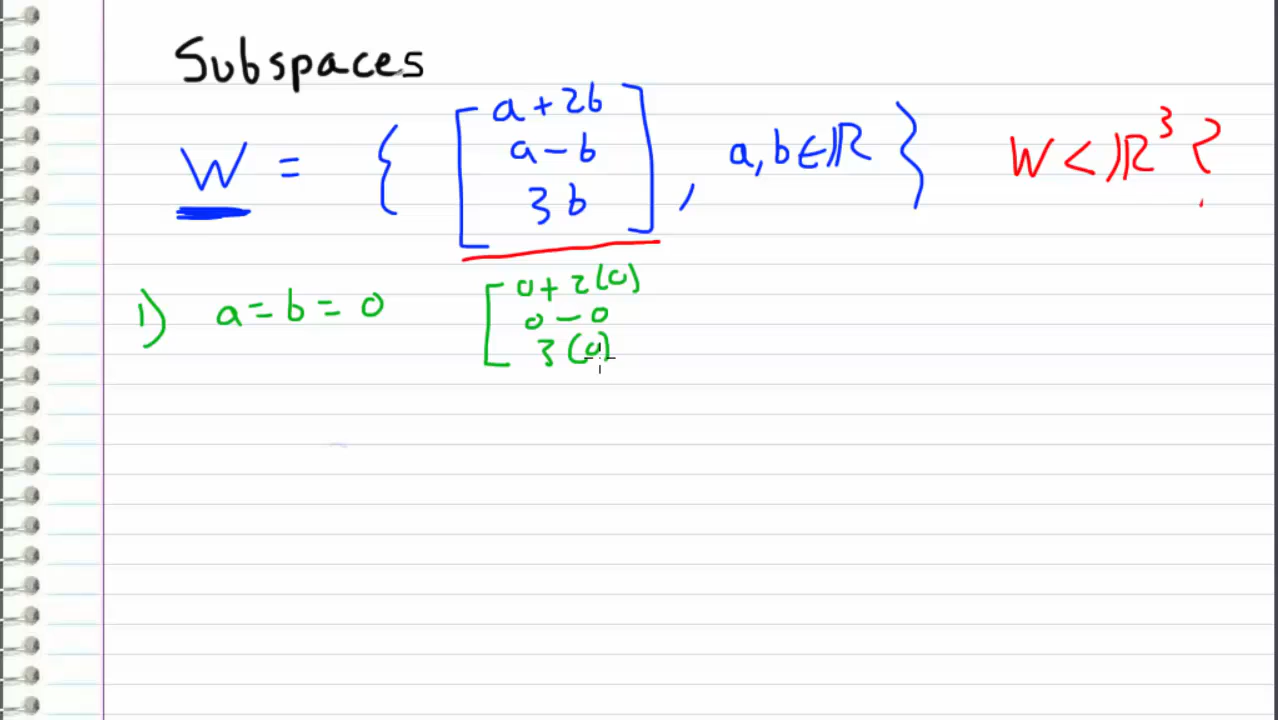 Subspaces
W = { [ a + 2b
a - b
3b ] , a, b ∈ ℝ } W < ℝ³ ?
1) a = b = 0 [ 0 + 2(0)
0 - 0
3(0)